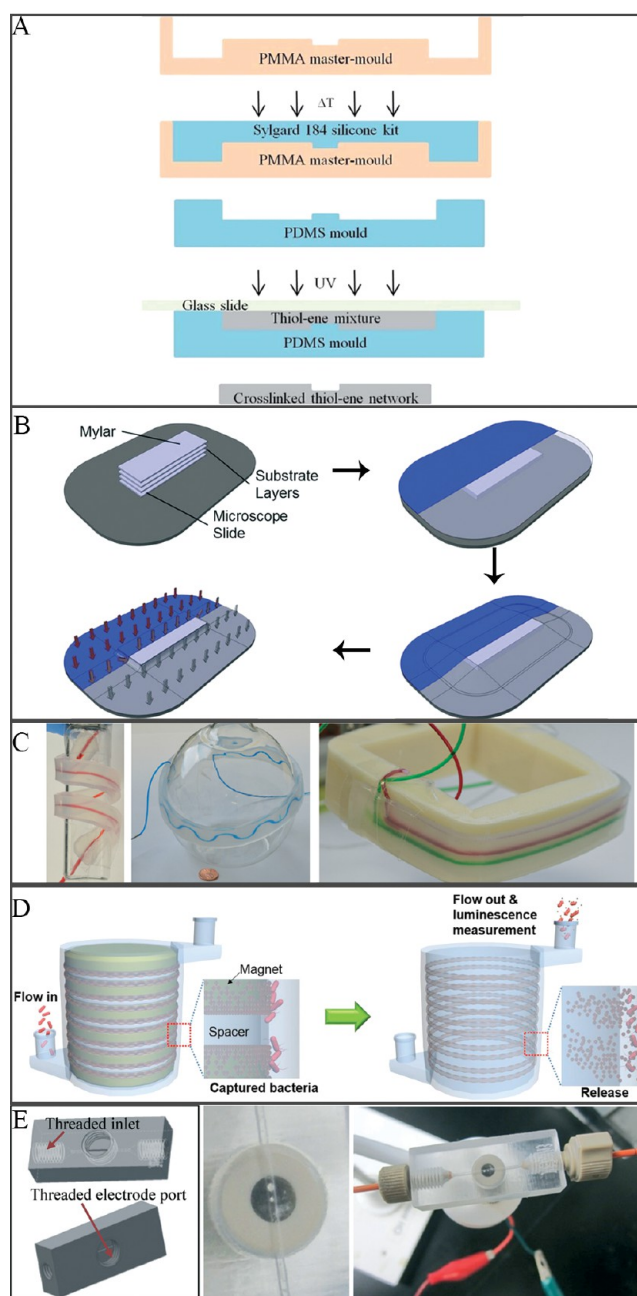 A
PMMA master-mould
ΔT
Sylgard 184 silicone kit
PMMA master-mould
PDMS mould
UV
Glass slide
Thiol-ene mixture
PDMS mould
Crosslinked thiol-ene network
B
Mylar
Substrate
Layers
Microscope
Slide
C
D
Flow in
Magnet
Spacer
Captured bacteria
Flow out &
luminescence
measurement
Release
E
Threaded inlet
Threaded electrode port